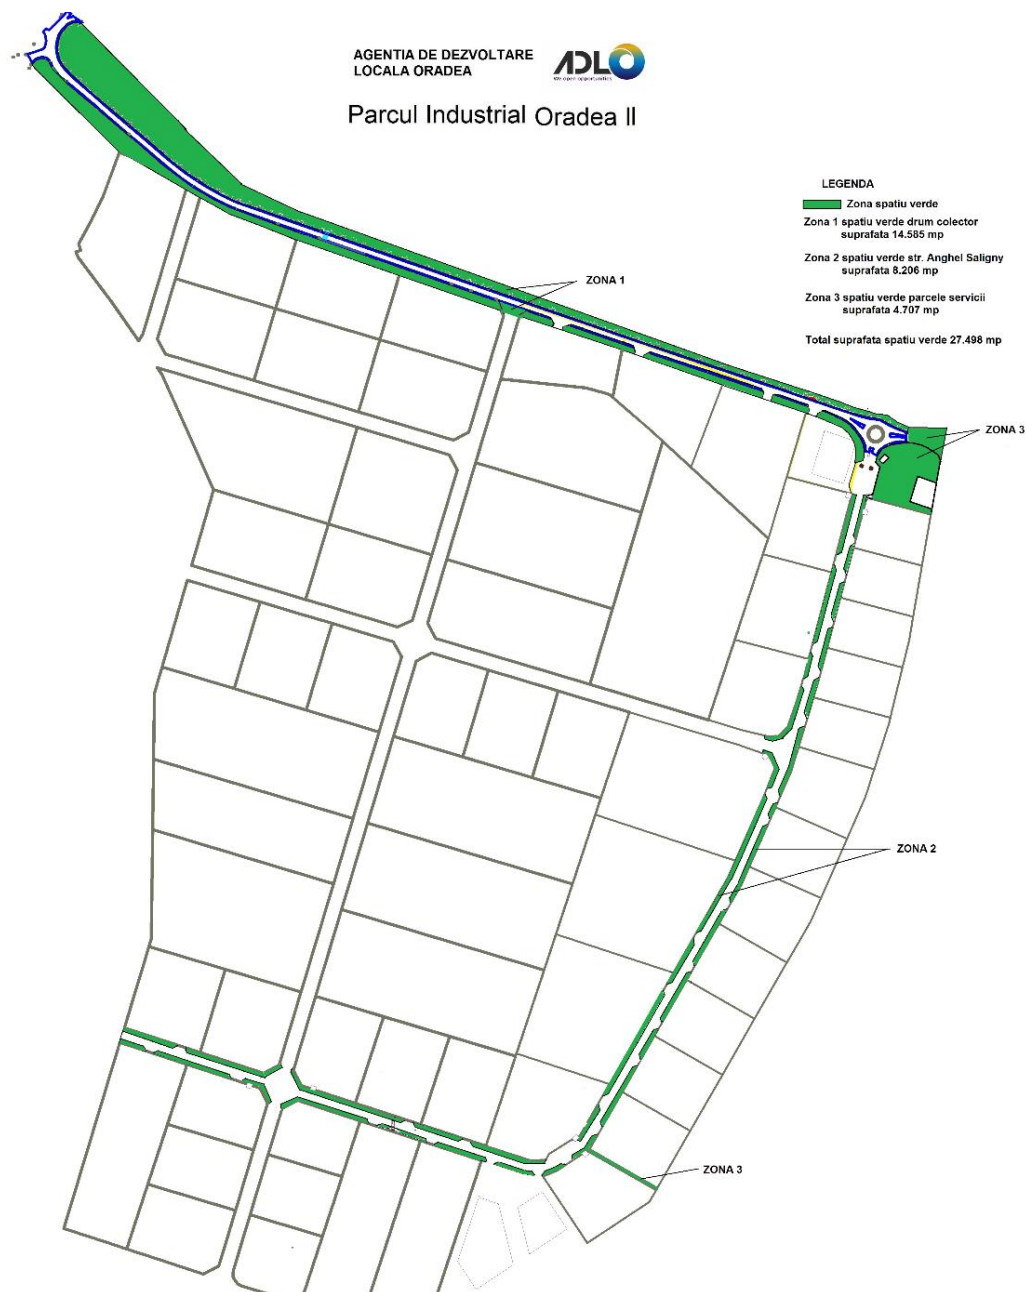 AGENTIA DE DEZVOLTARE
LOCALA ORADEA
ADLO
We open opportunities
Parcul Industrial Oradea II
LEGENDA
Zona spatiu verde
Zona 1 spatiu verde drum colector
suprafata 14.585 mp
Zona 2 spatiu verde str. Anghel Saligny
suprafata 8.206 mp
Zona 3 spatiu verde parcele servicii
suprafata 4.707 mp
Total suprafata spatiu verde 27.498 mp
ZONA 1
ZONA 3
ZONA 2
ZONA 3